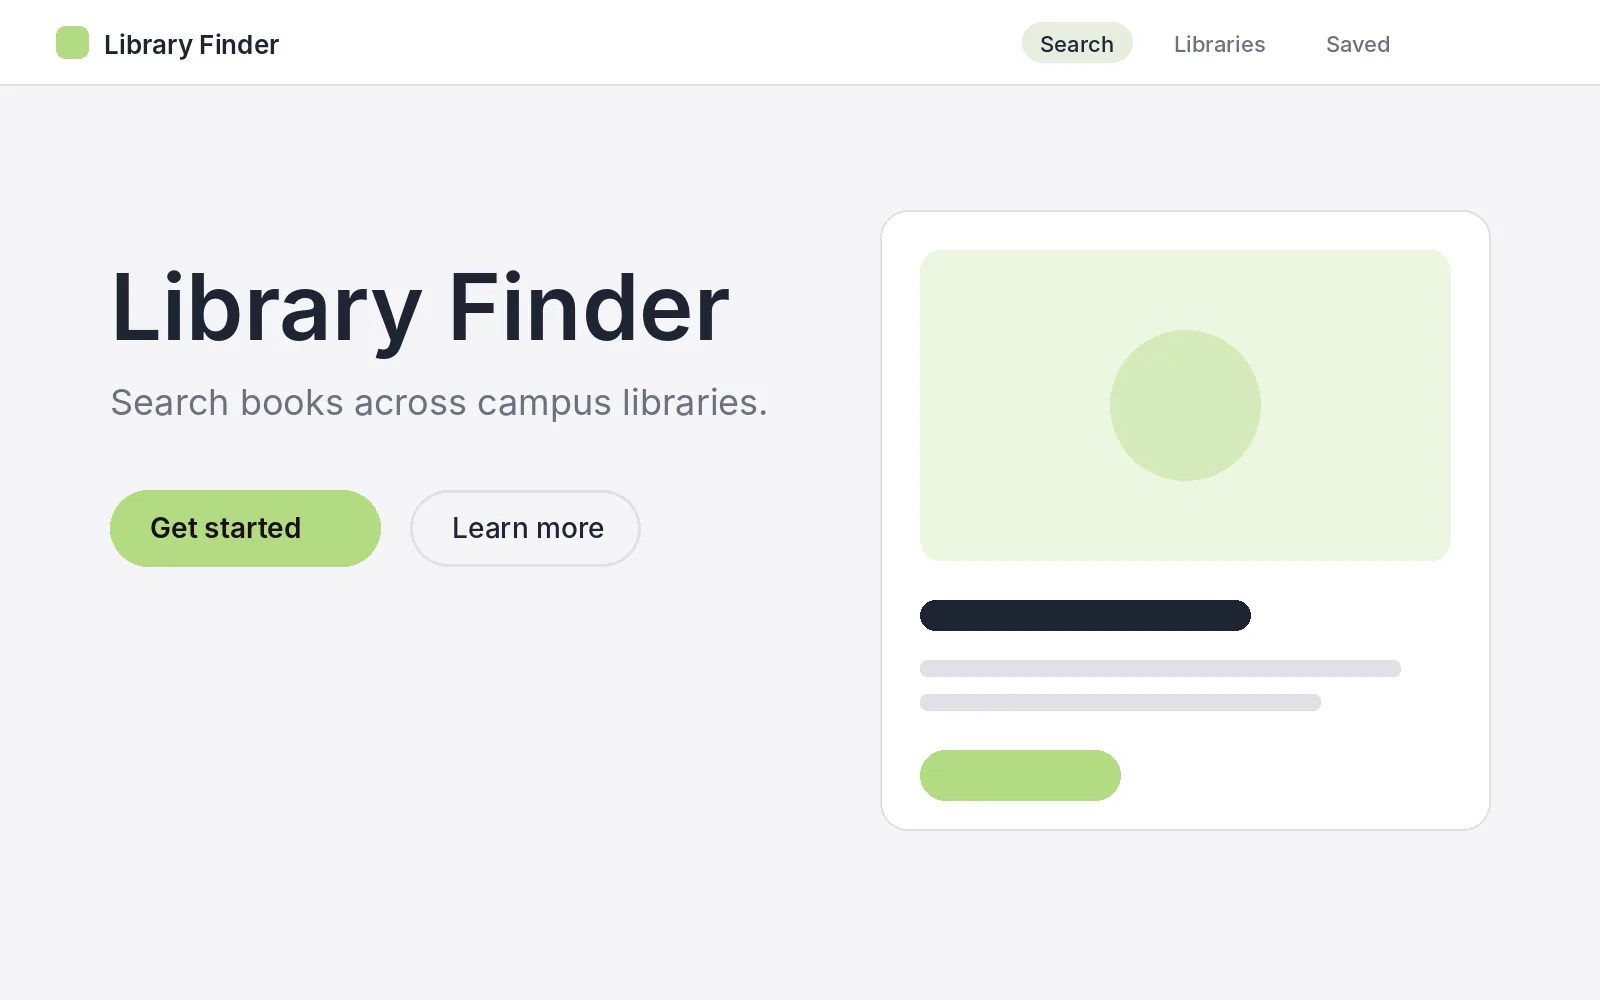 Library Finder
Search
Libraries
Saved
Library Finder
Search books across campus libraries.
Get started
Learn more